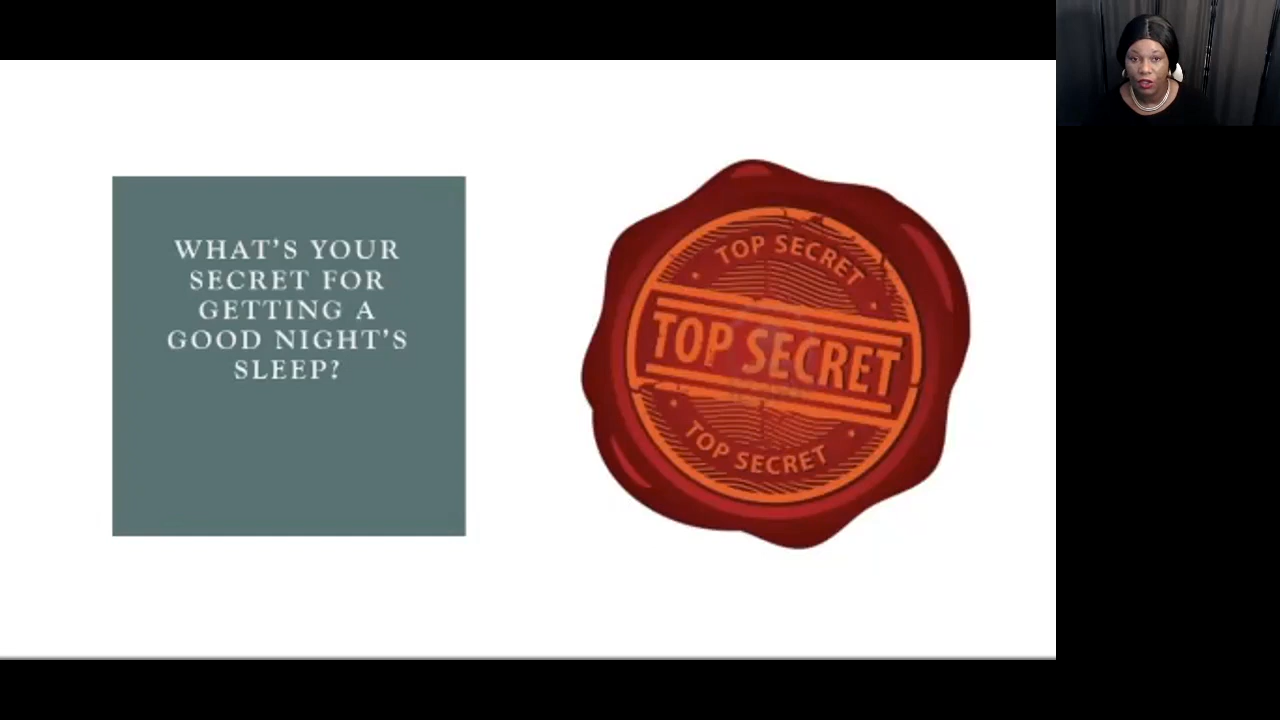 WHAT'S YOUR
SECRET FOR
GETTING A
GOOD NIGHT'S
SLEEP?
TOP SECRET
TOP SECRET
TOP SECRET